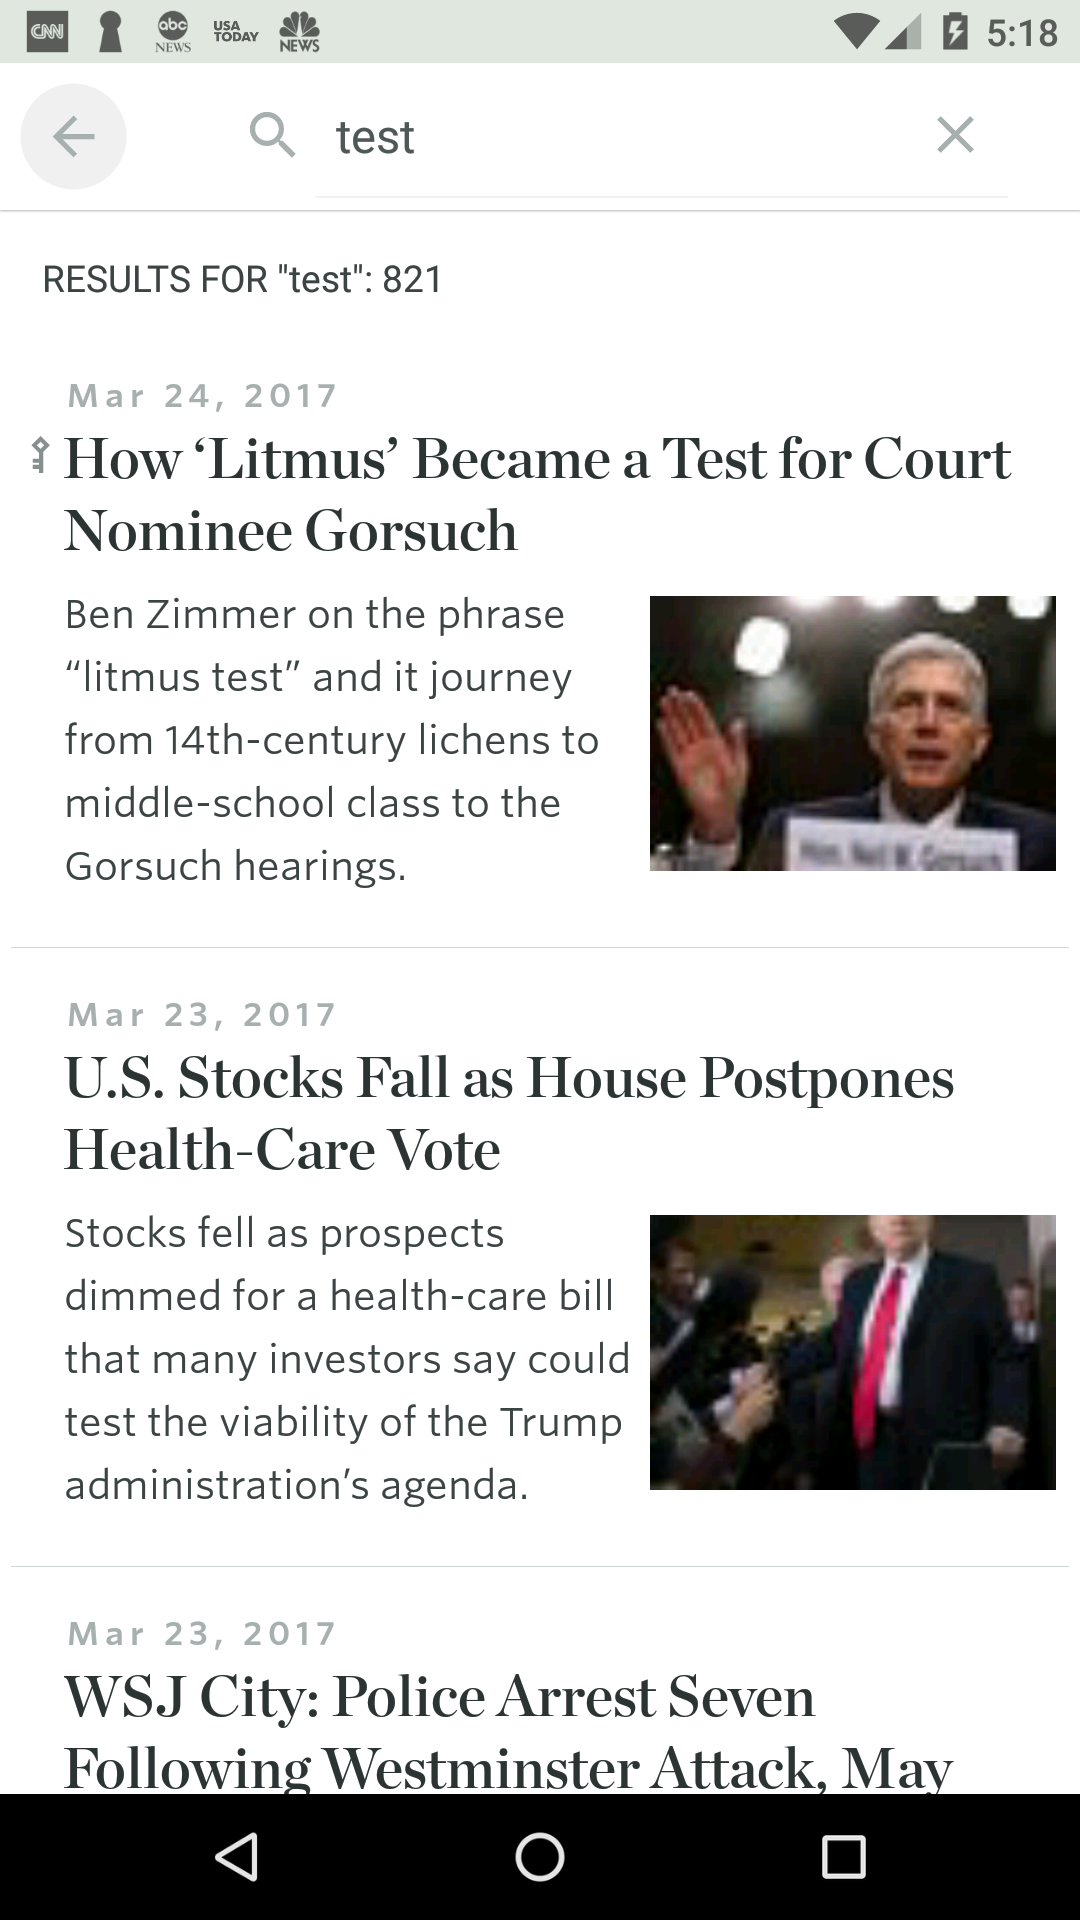 CNN
abc
NEWS
USA
TODAY
NEWS
5:18
test
RESULTS FOR "test": 821
Mar 24, 2017
How ‘Litmus’ Became a Test for Court
Nominee Gorsuch
Ben Zimmer on the phrase
“litmus test” and it journey
from 14th-century lichens to
middle-school class to the
Gorsuch hearings.
Hon. Neil M. Gorsuch
Mar 23, 2017
U.S. Stocks Fall as House Postpones
Health-Care Vote
Stocks fell as prospects
dimmed for a health-care bill
that many investors say could
test the viability of the Trump
administration’s agenda.
Mar 23, 2017
WSJ City: Police Arrest Seven
Following Westminster Attack, May